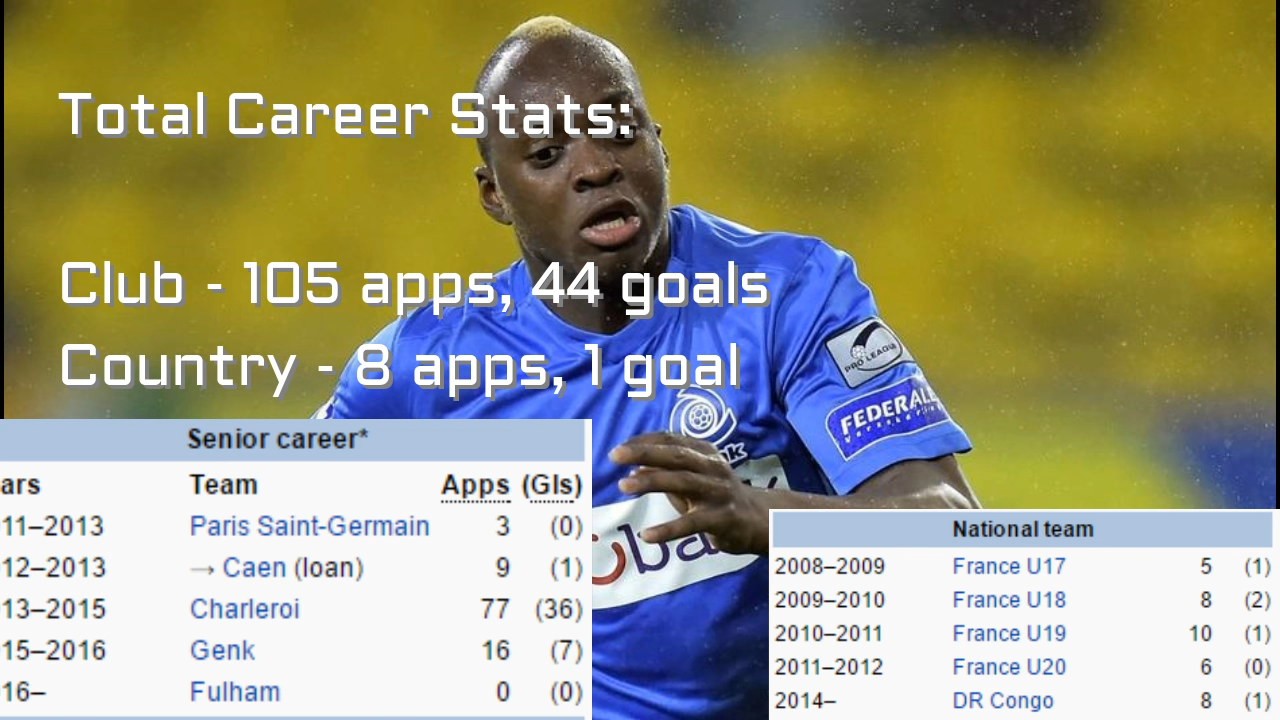 Total Career Stats:
Club - 105 apps, 44 goals
Country - 8 apps, 1 goal
PRO LEAGUE
FEDERALE
Senior career*
ars Team Apps (Gls)
11–2013 Paris Saint-Germain 3 (0)
12–2013 → Caen (loan) 9 (1)
13–2015 Charleroi 77 (36)
15–2016 Genk 16 (7)
16– Fulham 0 (0)
National team
2008–2009 France U17 5 (1)
2009–2010 France U18 8 (2)
2010–2011 France U19 10 (1)
2011–2012 France U20 6 (0)
2014– DR Congo 8 (1)